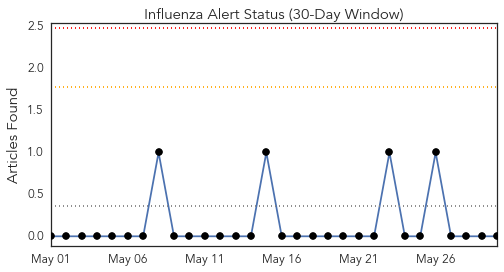 Influenza Alert Status (30-Day Window)
2.5
2.0
1.5
1.0
0.5
0.0
Articles Found
May 01 May 06 May 11 May 16 May 21 May 26